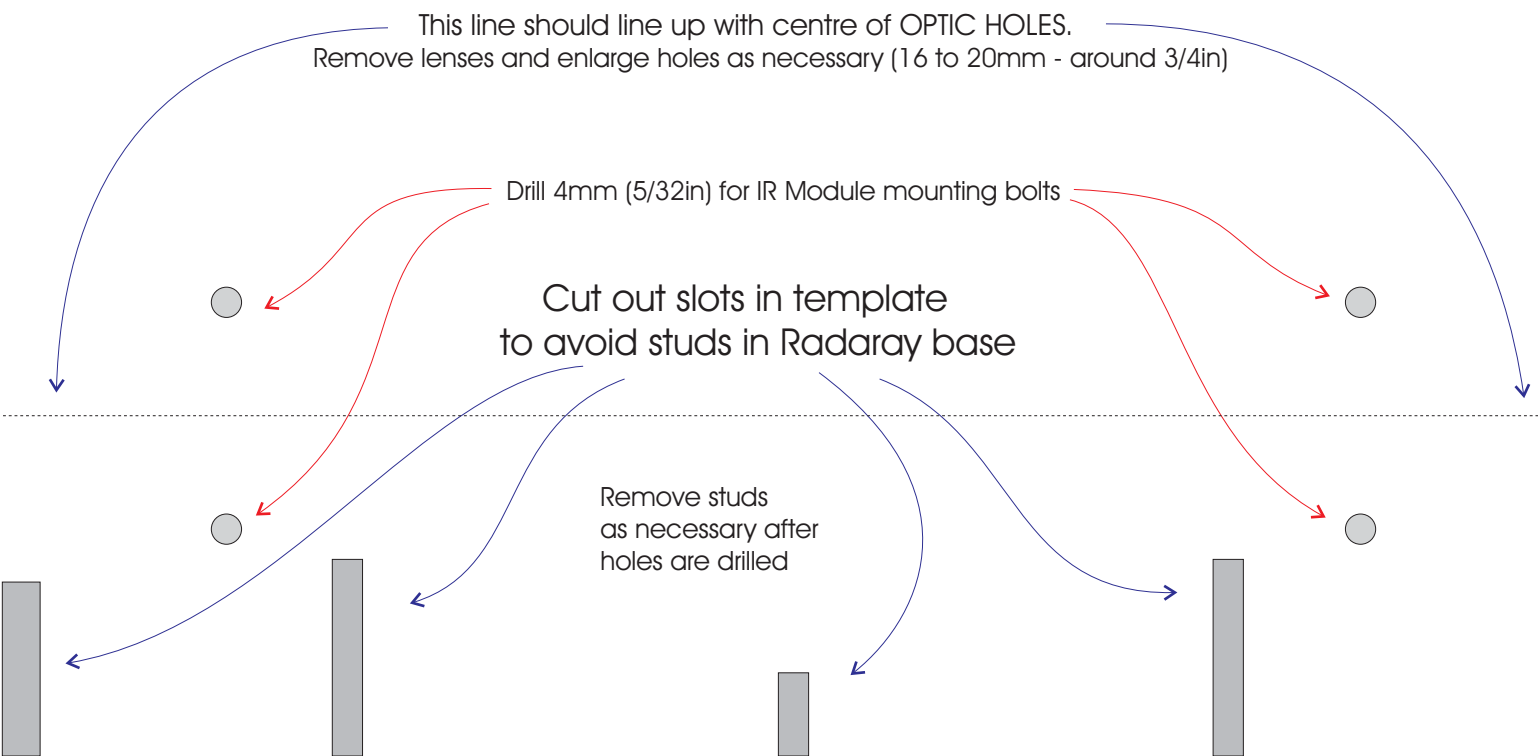 This line should line up with centre of OPTIC HOLES.
Remove lenses and enlarge holes as necessary (16 to 20mm - around 3/4in)
Drill 4mm (5/32in) for IR Module mounting bolts
Cut out slots in template
to avoid studs in Radaray base
Remove studs
as necessary after
holes are drilled